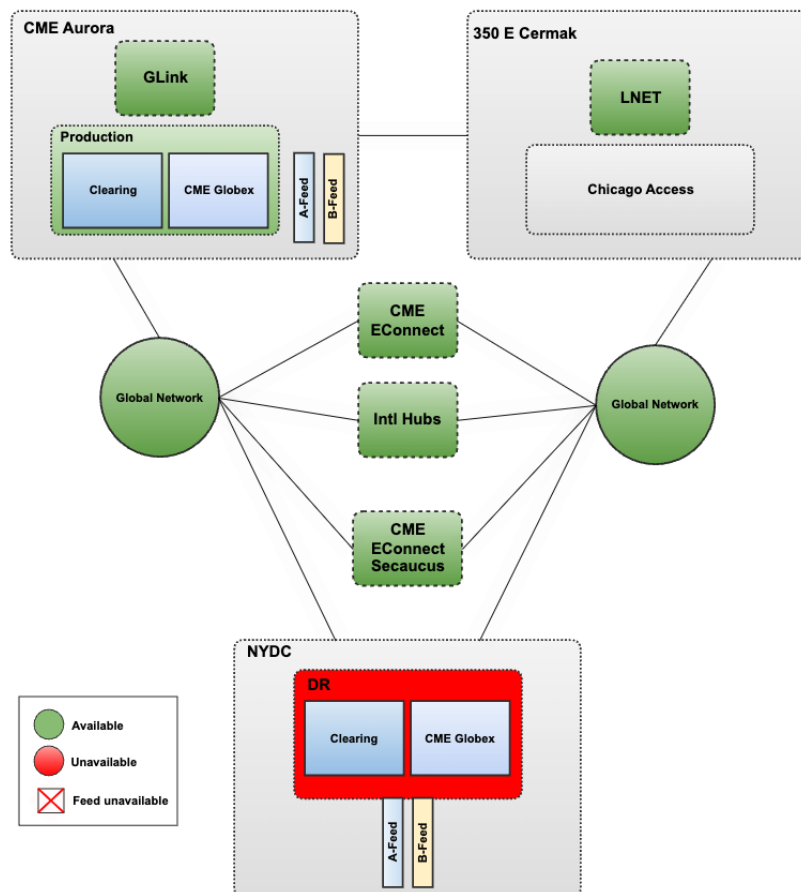 CME Aurora
GLink
Production
Clearing
CME Globex
A-Feed
B-Feed
350 E Cermak
LNET
Chicago Access
CME
EConnect
Global Network
Intl Hubs
Global Network
CME
EConnect
Secaucus
NYDC
DR
Clearing
CME Globex
A-Feed
B-Feed
Available
Unavailable
Feed unavailable